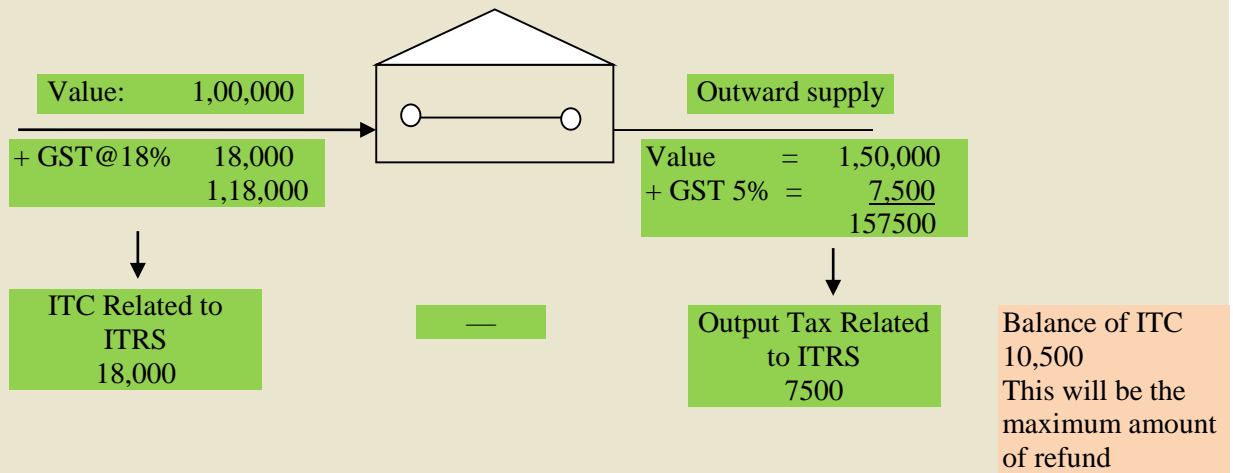 Value: 1,00,000
+ GST@18% 18,000
1,18,000
Outward supply
Value = 1,50,000
+ GST 5% = 7,500
157500
ITC Related to
ITRS
18,000
—
Output Tax Related
to ITRS
7500
Balance of ITC
10,500
This will be the
maximum amount
of refund